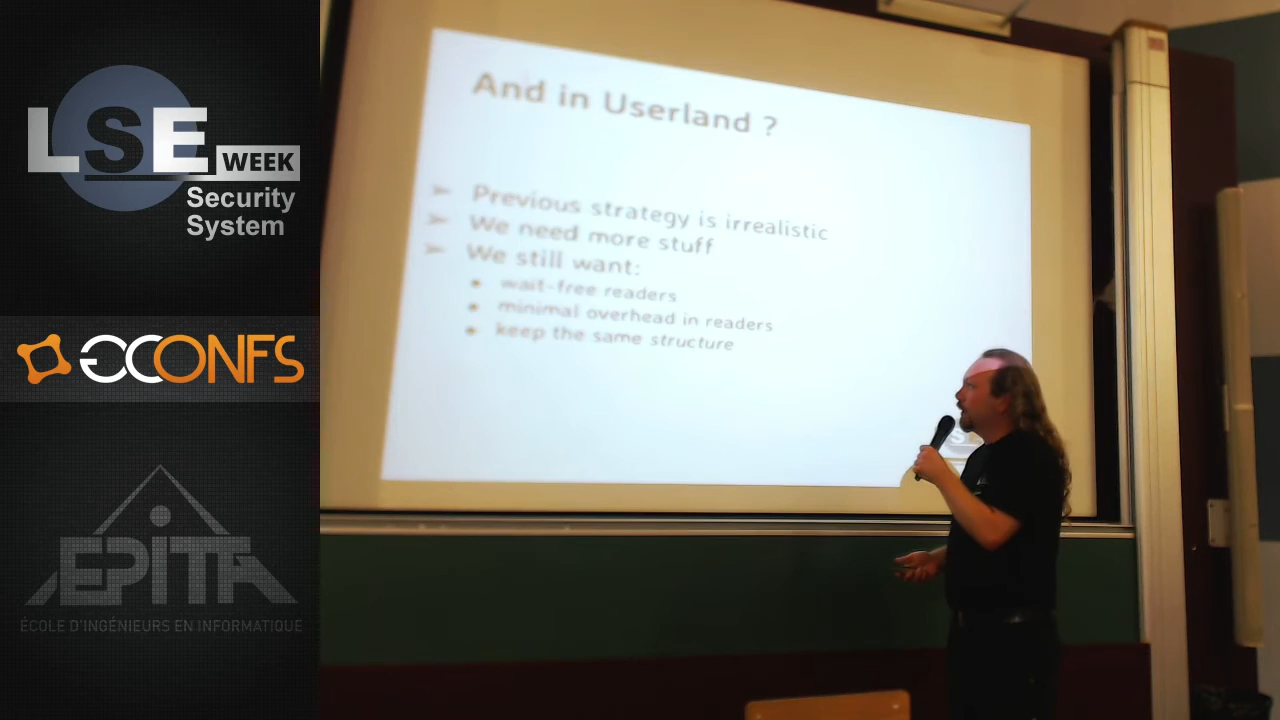 LSE
WEEK
Security
System
GCONFS
EPITA
ÉCOLE D'INGÉNIEURS EN INFORMATIQUE
And in Userland ?
➢ Previous strategy is irrealistic
➢ We need more stuff
➢ We still want:
• wait-free readers
• minimal overhead in readers
• keep the same structure